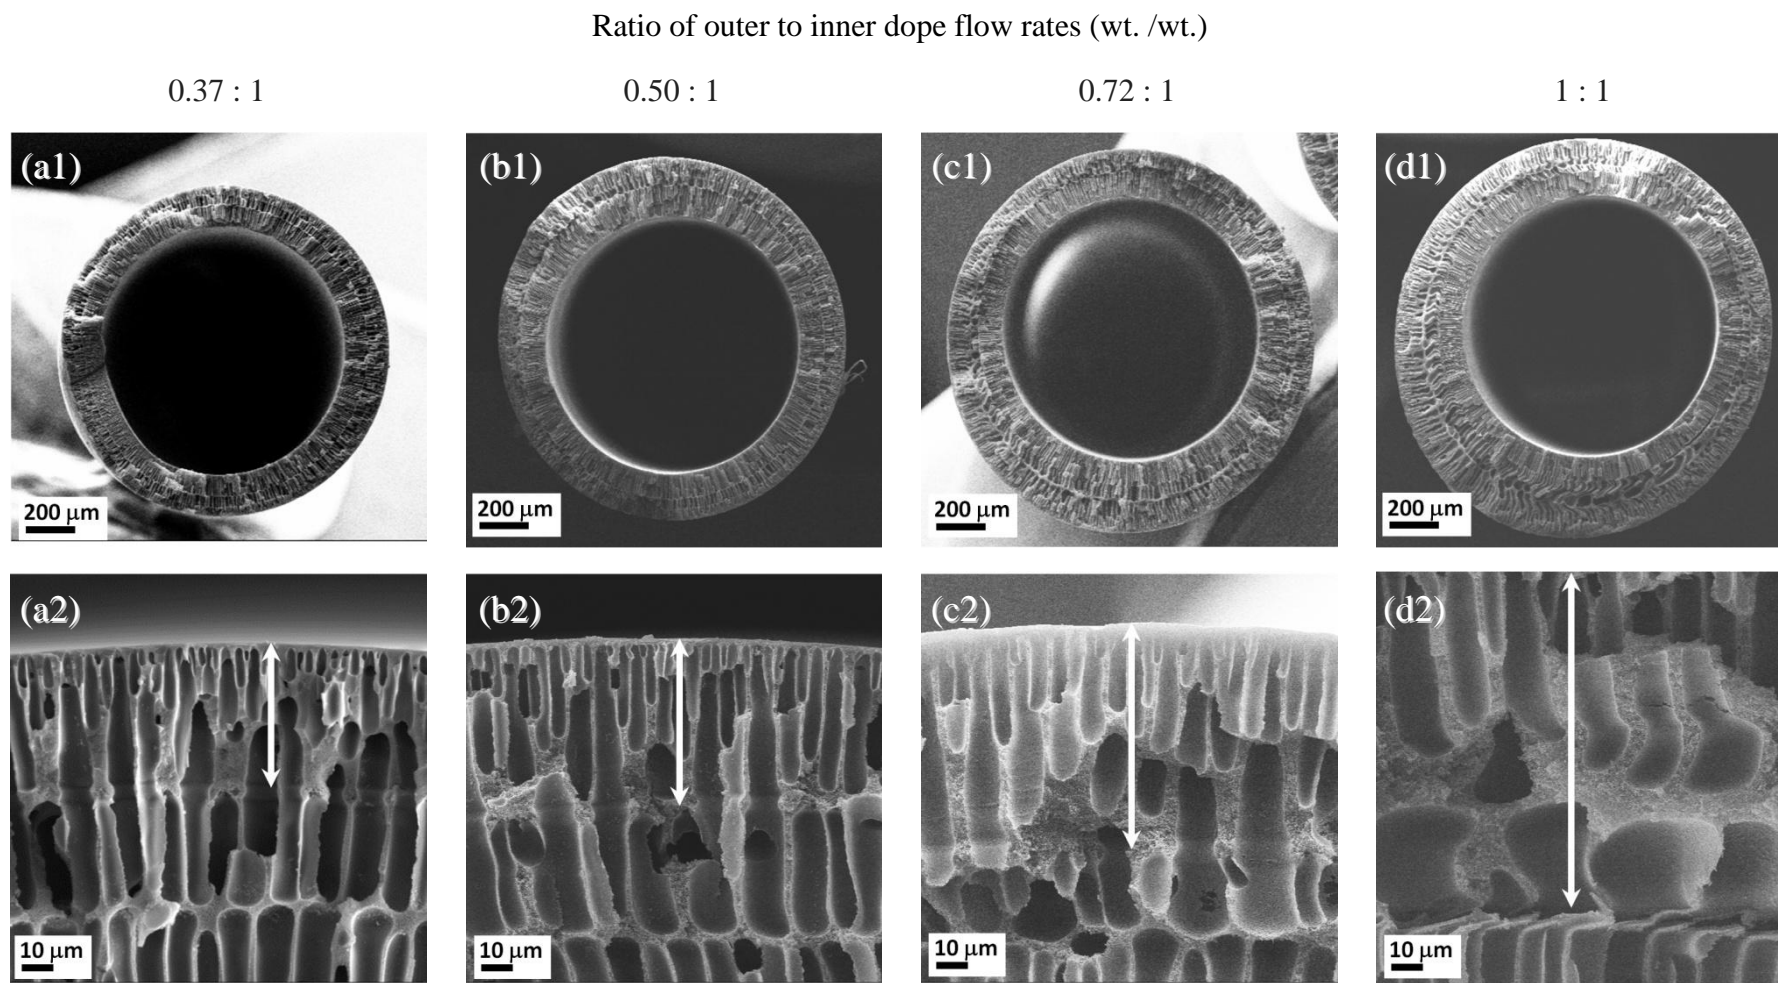 Ratio of outer to inner dope flow rates (wt. /wt.)
0.37 : 1 0.50 : 1 0.72 : 1 1 : 1
(a1) (b1) (c1) (d1)
200 μm 200 μm 200 μm 200 μm
(a2) (b2) (c2) (d2)
10 μm 10 μm 10 μm 10 μm